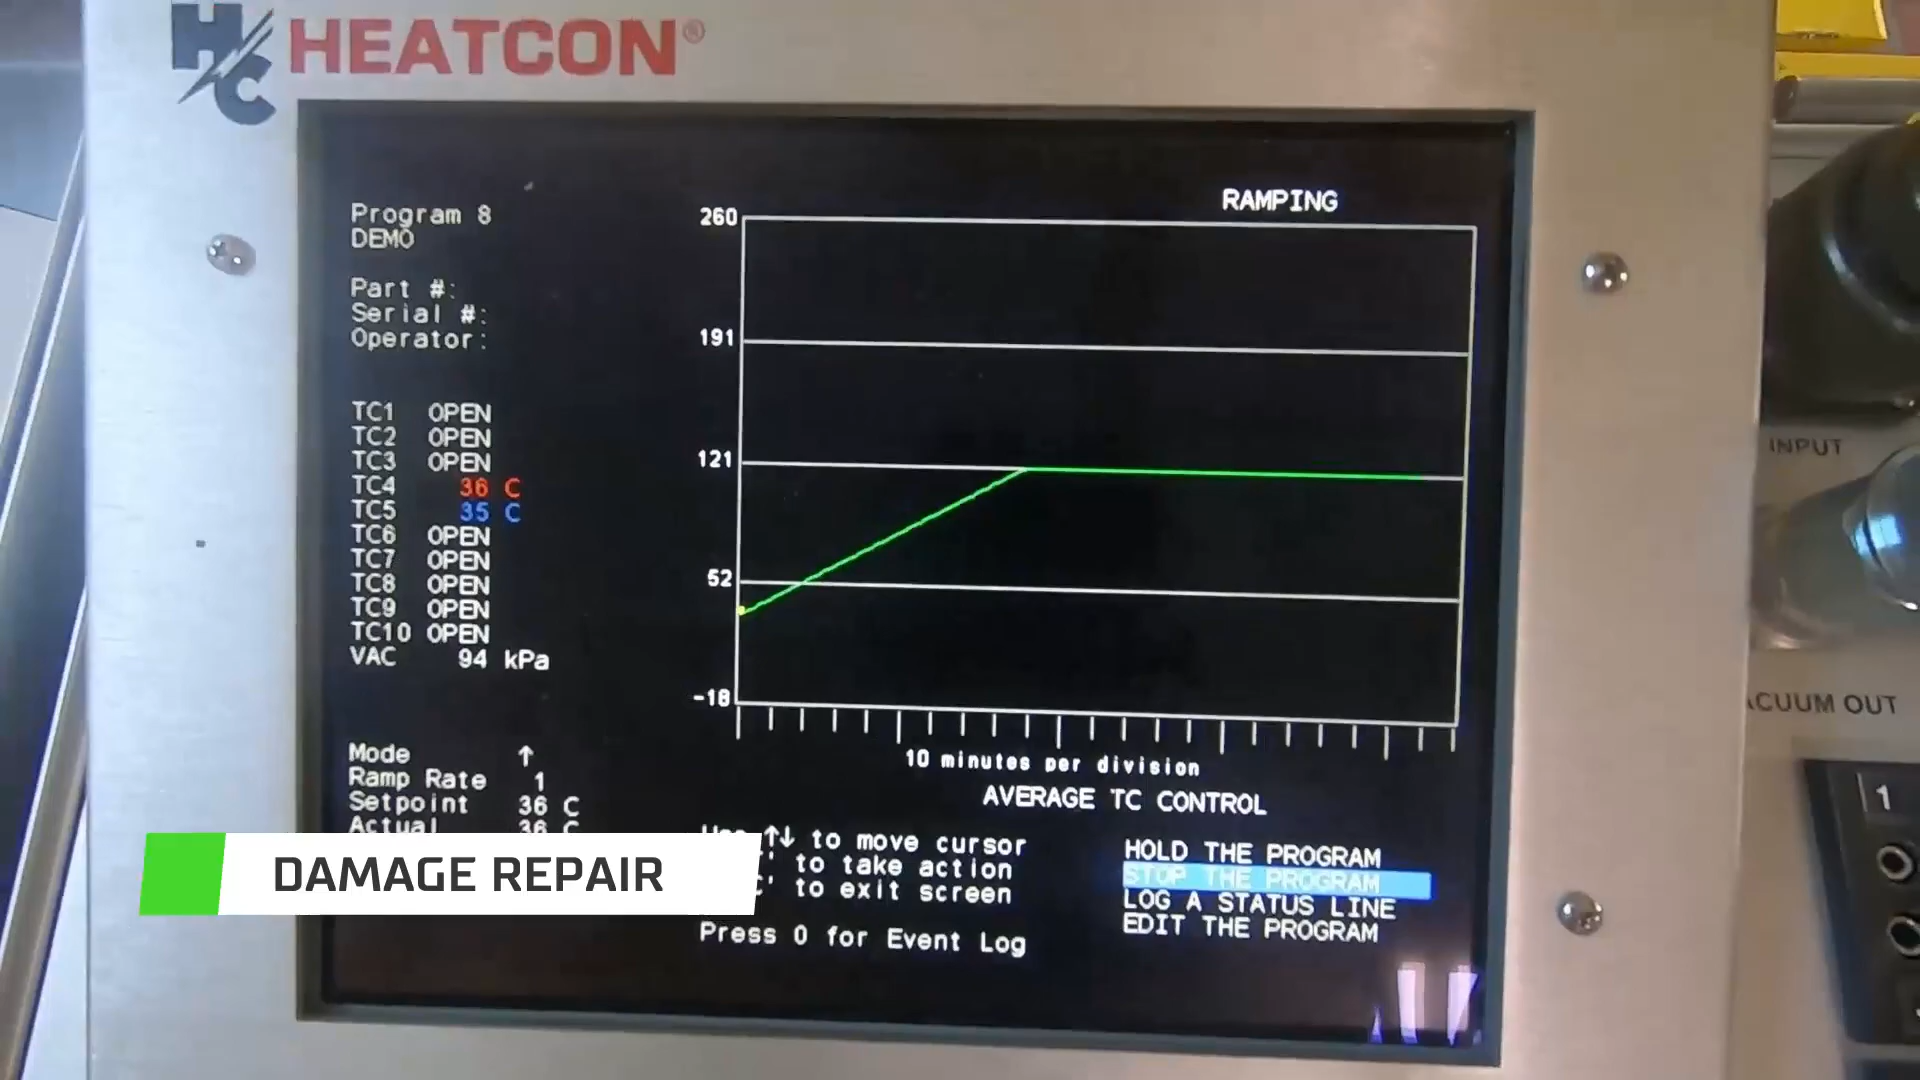 HC HEATCON®
RAMPING
Program 8
DEMO
Part #:
Serial #:
Operator:
TC1 OPEN
TC2 OPEN
TC3 OPEN
TC4 36 C
TC5 35 C
TC6 OPEN
TC7 OPEN
TC8 OPEN
TC9 OPEN
TC10 OPEN
VAC 94 kPa
Mode ↑
Ramp Rate 1
Setpoint 36 C
Actual 36 C
260
191
121
52
-18
10 minutes per division
AVERAGE TC CONTROL
↑↓ to move cursor
' to take action
C' to exit screen
Press 0 for Event Log
HOLD THE PROGRAM
STOP THE PROGRAM
LOG A STATUS LINE
EDIT THE PROGRAM
DAMAGE REPAIR
INPUT
ACUUM OUT
1